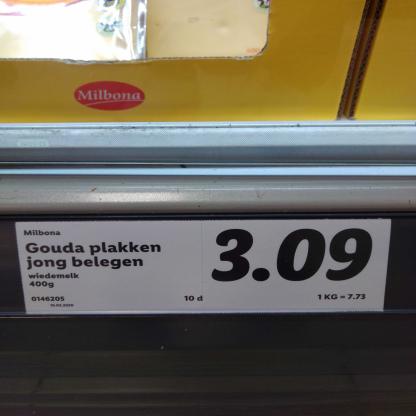 Milbona
Milbona
Gouda plakken
jong belegen
wiedemelk
400g
0146205
10 d
3.09
1 KG = 7.73